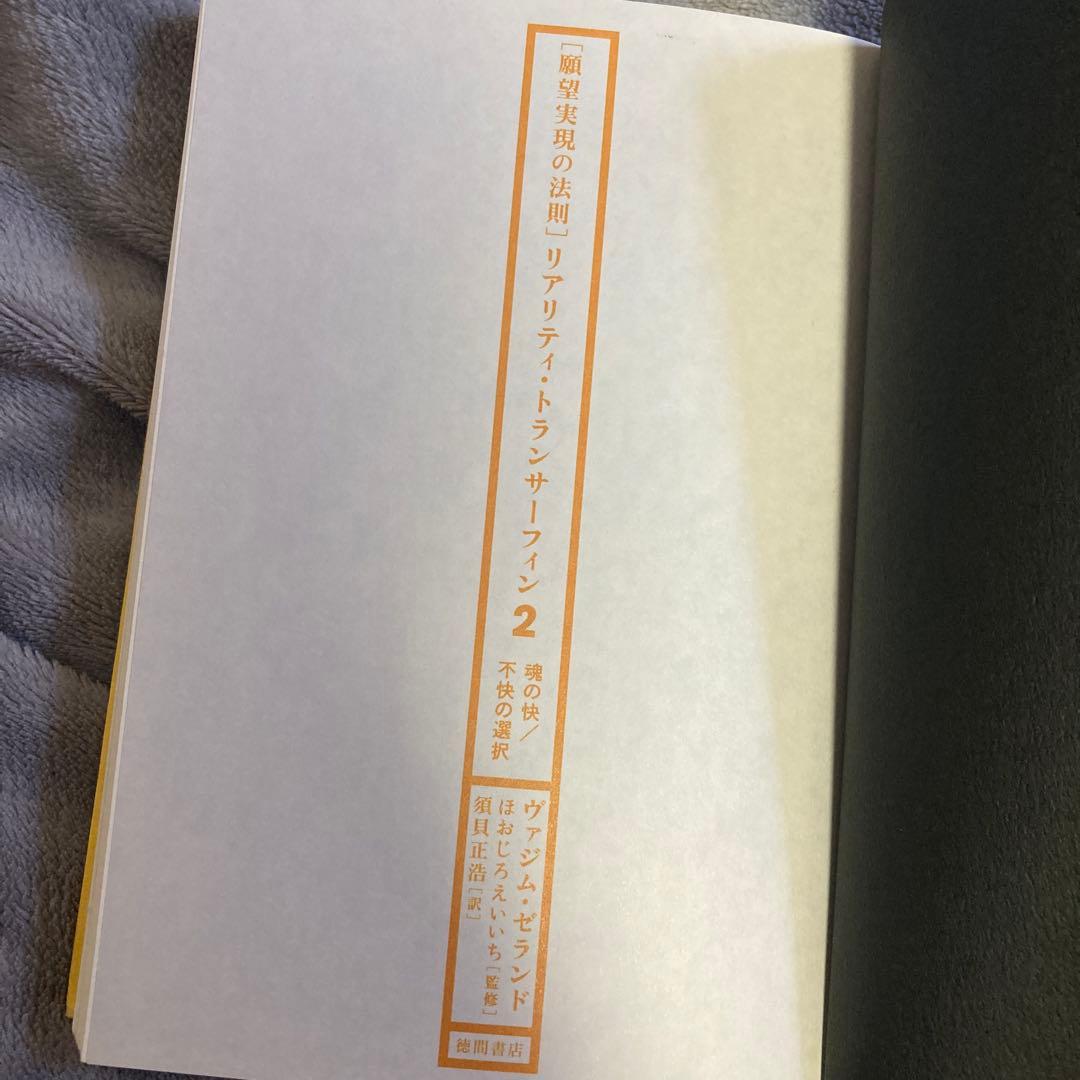 ［願望実現の法則］リアリティ・トランサーフィン2
魂の快／
不快の選択
ヴァジム・ゼランド
ほおじろえいいち［監修］
須貝正浩［訳］
徳間書店